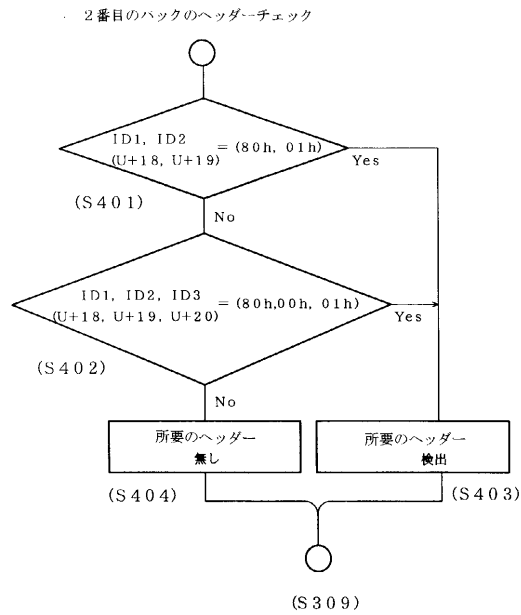 2番目のパックのヘッダーチェック
ID1, ID2
(U+18, U+19) = (80h, 01h)
Yes
(S401)
No
ID1, ID2, ID3
(U+18, U+19, U+20) = (80h,00h, 01h)
Yes
(S402)
No
所要のヘッダー
無し
所要のヘッダー
検出
(S404)
(S403)
(S309)